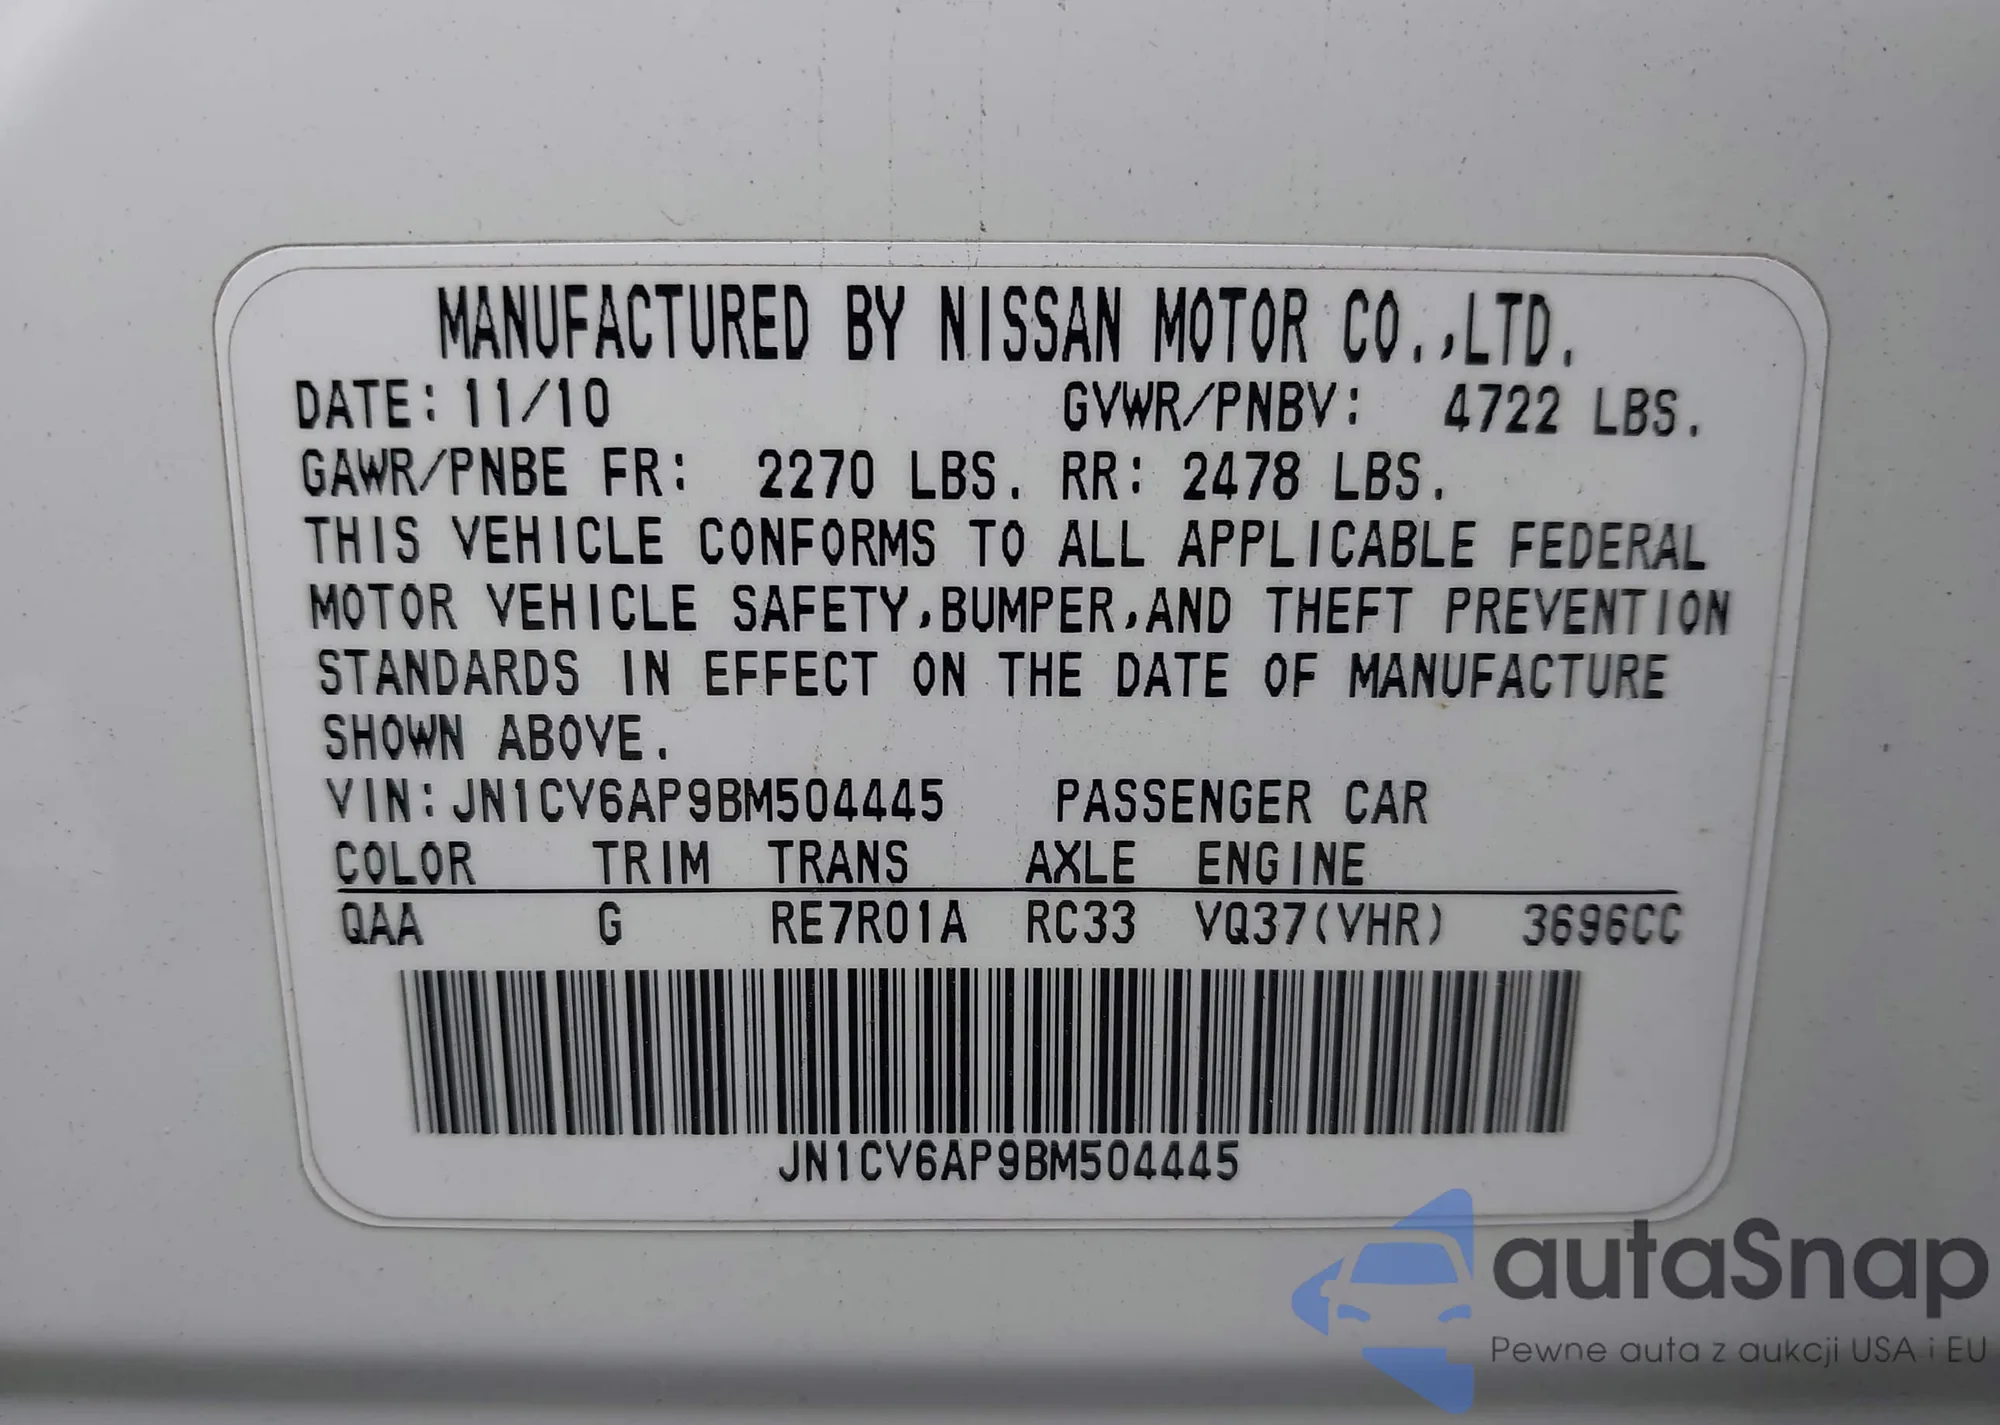 MANUFACTURED BY NISSAN MOTOR CO.,LTD.
DATE: 11/10 GVWR/PNBV: 4722 LBS.
GAWR/PNBE FR: 2270 LBS. RR: 2478 LBS.
THIS VEHICLE CONFORMS TO ALL APPLICABLE FEDERAL
MOTOR VEHICLE SAFETY,BUMPER,AND THEFT PREVENTION
STANDARDS IN EFFECT ON THE DATE OF MANUFACTURE
SHOWN ABOVE.
VIN: JN1CV6AP9BM504445 PASSENGER CAR
COLOR TRIM TRANS AXLE ENGINE
QAA G RE7R01A RC33 VQ37(VHR) 3696CC
JN1CV6AP9BM504445
autaSnap
Pewne auta z aukcji USA i EU